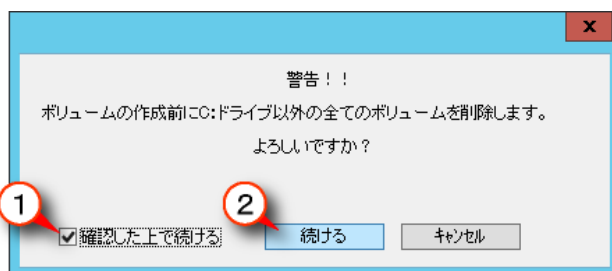 警告！！
ボリュームの作成前にC:ドライブ以外の全てのボリュームを削除します。
よろしいですか？
1
2
確認した上で続ける
続ける
キャンセル